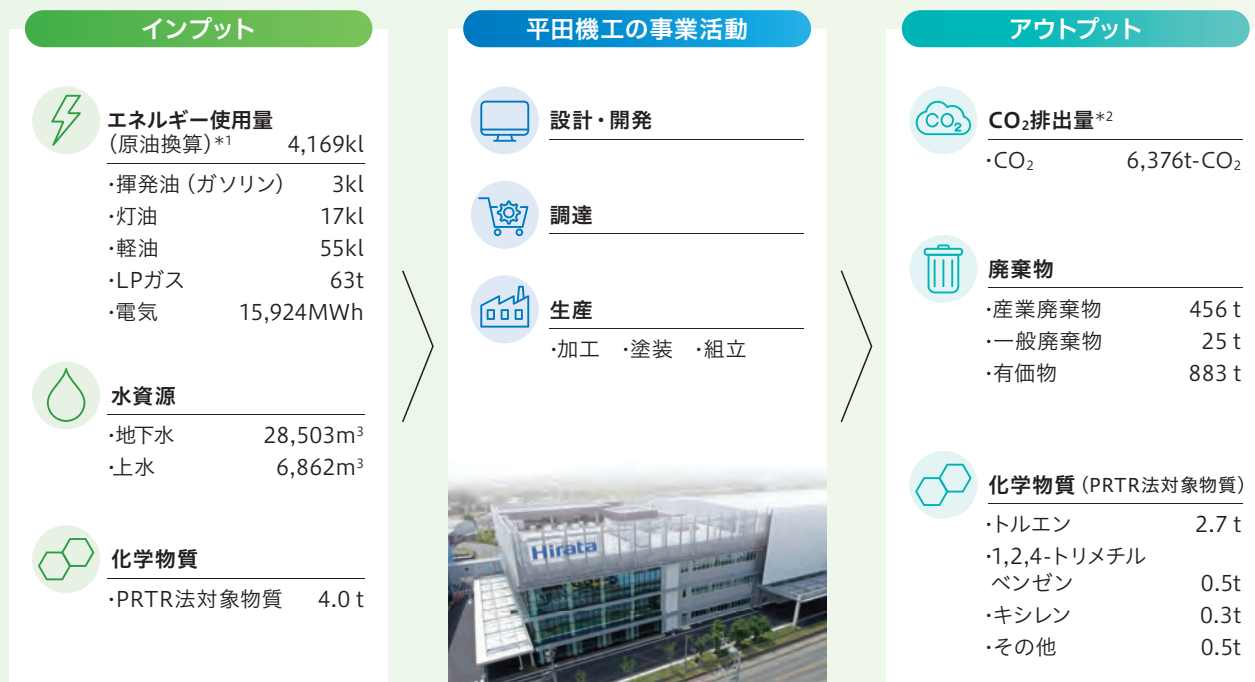 インプット
エネルギー使用量
(原油換算)*1 4,169kl
・揮発油(ガソリン) 3kl
・灯油 17kl
・軽油 55kl
・LPガス 63t
・電気 15,924MWh
水資源
・地下水 28,503m³
・上水 6,862m³
化学物質
・PRTR法対象物質 4.0 t
平田機工の事業活動
設計・開発
調達
生産
・加工 ・塗装 ・組立
Hirata
アウトプット
CO₂
CO₂排出量*2
・CO₂ 6,376t-CO₂
廃棄物
・産業廃棄物 456 t
・一般廃棄物 25 t
・有価物 883 t
化学物質(PRTR法対象物質)
・トルエン 2.7 t
・1,2,4-トリメチル
ベンゼン 0.5t
・キシレン 0.3t
・その他 0.5t